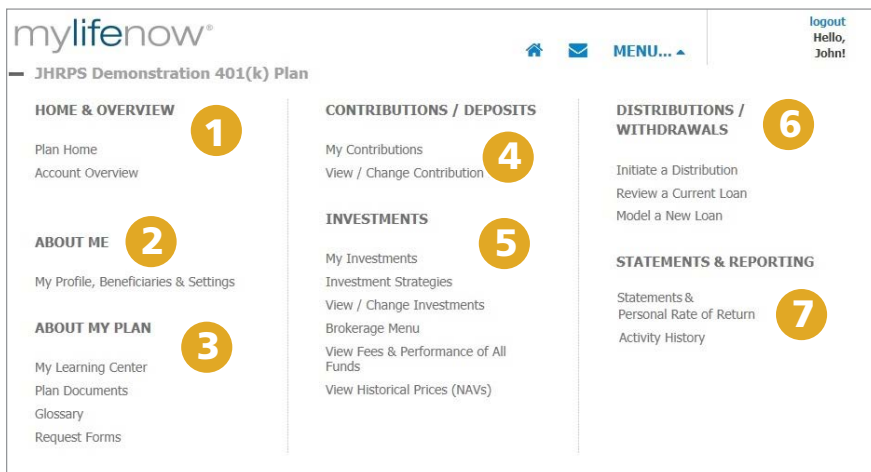 mylifenow®
logout
Hello,
John!
MENU...
JHRPS Demonstration 401(k) Plan
HOME & OVERVIEW
1
Plan Home
Account Overview
ABOUT ME
2
My Profile, Beneficiaries & Settings
ABOUT MY PLAN
3
My Learning Center
Plan Documents
Glossary
Request Forms
CONTRIBUTIONS / DEPOSITS
My Contributions
4
View / Change Contribution
INVESTMENTS
5
My Investments
Investment Strategies
View / Change Investments
Brokerage Menu
View Fees & Performance of All
Funds
View Historical Prices (NAVs)
DISTRIBUTIONS /
WITHDRAWALS
6
Initiate a Distribution
Review a Current Loan
Model a New Loan
STATEMENTS & REPORTING
Statements &
Personal Rate of Return
7
Activity History